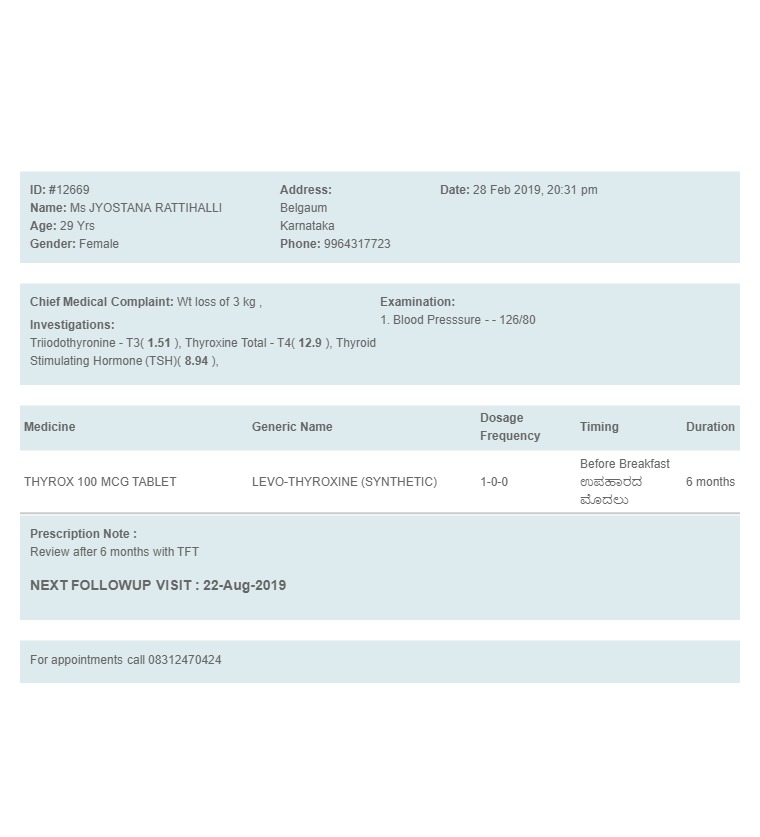 ID: #12669
Name: Ms JYOSTANA RATTIHALLI
Age: 29 Yrs
Gender: Female
Address:
Belgaum
Karnataka
Phone: 9964317723
Date: 28 Feb 2019, 20:31 pm
Chief Medical Complaint: Wt loss of 3 kg ,
Investigations:
Triiodothyronine - T3( 1.51 ), Thyroxine Total - T4( 12.9 ), Thyroid
Stimulating Hormone (TSH)( 8.94 ),
Examination:
1. Blood Presssure - - 126/80
Medicine Generic Name Dosage Frequency Timing Duration
THYROX 100 MCG TABLET LEVO-THYROXINE (SYNTHETIC) 1-0-0 Before Breakfast ಉಪಹಾರದ ಮೊದಲು 6 months
Prescription Note :
Review after 6 months with TFT
NEXT FOLLOWUP VISIT : 22-Aug-2019
For appointments call 08312470424